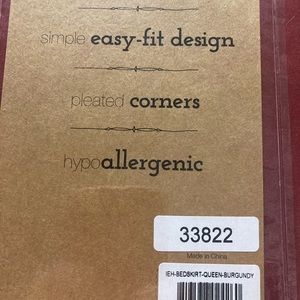 simple easy-fit design
pleated corners
hypoallergenic
33822
Made in China
IEH-BEDSKIRT-QUEEN-BURGUNDY